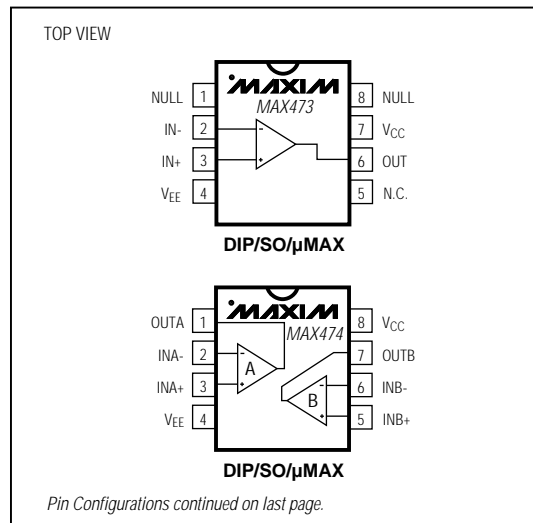 TOP VIEW
MAXIM
MAX473
NULL 1
IN- 2
IN+ 3
VEE 4
8 NULL
7 VCC
6 OUT
5 N.C.
- 
+
DIP/SO/µMAX
MAXIM
MAX474
OUTA 1
INA- 2
INA+ 3
VEE 4
8 VCC
7 OUTB
6 INB-
5 INB+
-
+
A
-
+
B
DIP/SO/µMAX
Pin Configurations continued on last page.